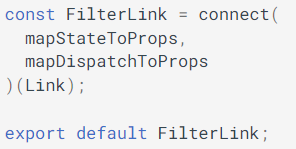 const FilterLink = connect(
  mapStateToProps,
  mapDispatchToProps
)(Link);

export default FilterLink;